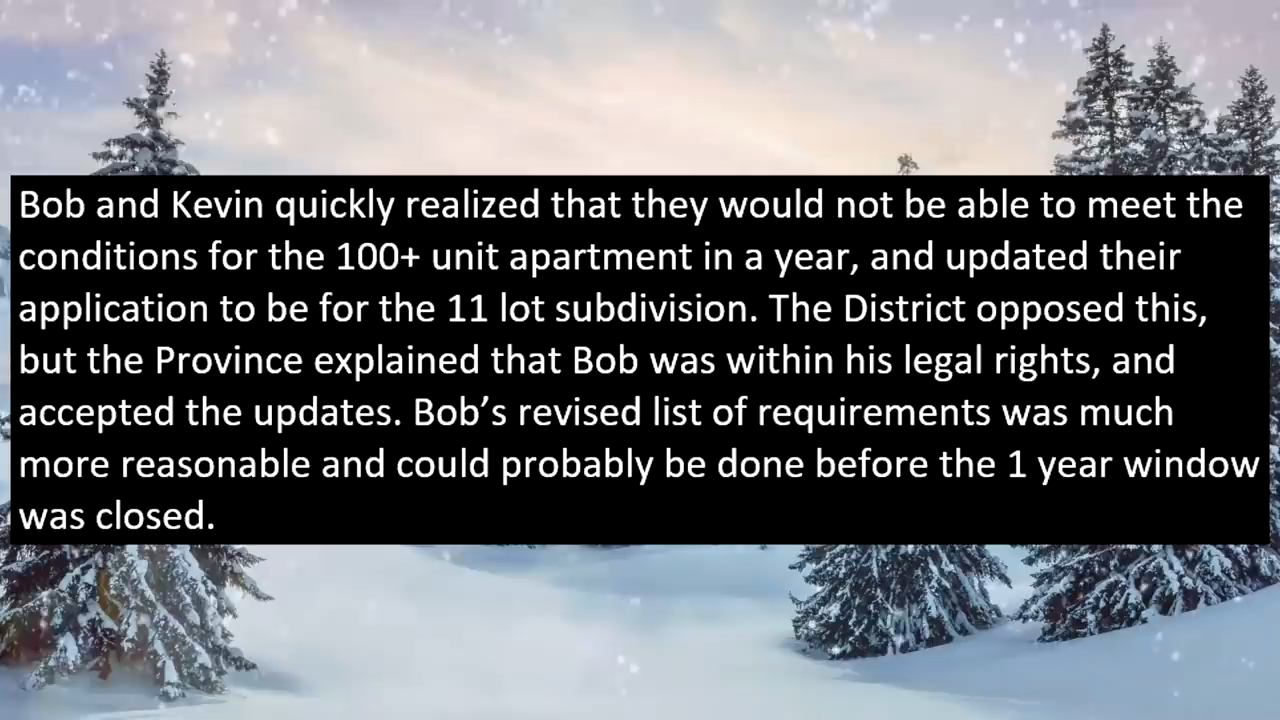 Bob and Kevin quickly realized that they would not be able to meet the
conditions for the 100+ unit apartment in a year, and updated their
application to be for the 11 lot subdivision. The District opposed this,
but the Province explained that Bob was within his legal rights, and
accepted the updates. Bob’s revised list of requirements was much
more reasonable and could probably be done before the 1 year window
was closed.